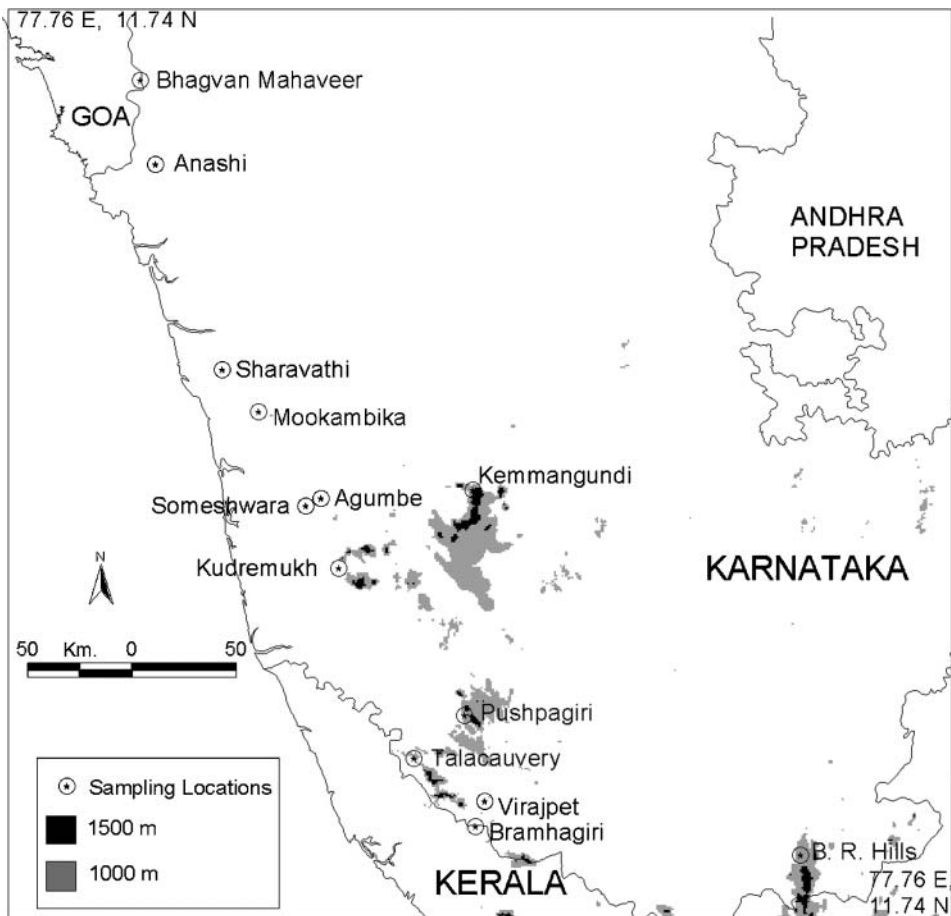 77.76 E, 11.74 N
Bhagvan Mahaveer
GOA
Anashi
ANDHRA
PRADESH
Sharavathi
Mookambika
Kemmangundi
Agumbe
Someshwara
Kudremukh
KARNATAKA
N
50 Km. 0 50
Pushpagiri
Talacauvery
Sampling Locations
Virajpet
1500 m
Bramhagiri
B. R. Hills
1000 m
KERALA
77.76 E,
11.74 N